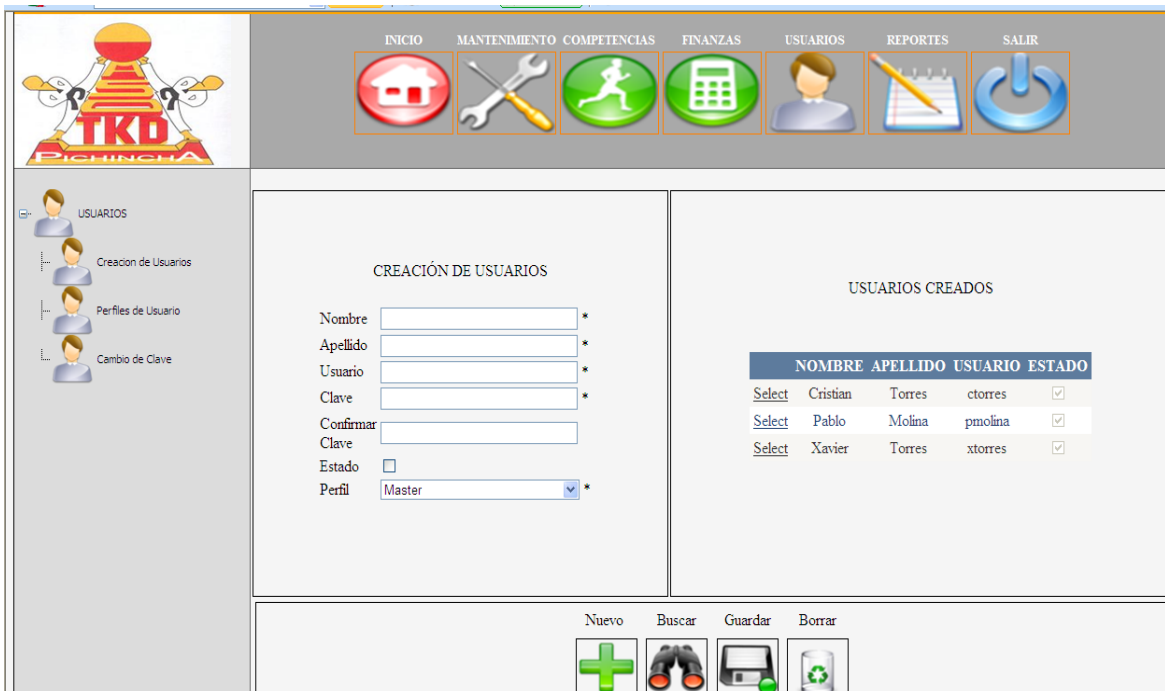 INICIO MANTENIMIENTO COMPETENCIAS FINANZAS USUARIOS REPORTES SALIR
TKD
PICHINCHA
USUARIOS
Creacion de Usuarios
Perfiles de Usuario
Cambio de Clave
CREACIÓN DE USUARIOS
Nombre *
Apellido *
Usuario *
Clave *
Confirmar
Clave
Estado
Perfil Master *
USUARIOS CREADOS
NOMBRE APELLIDO USUARIO ESTADO
Select Cristian Torres ctorres
Select Pablo Molina pmolina
Select Xavier Torres xtorres
Nuevo Buscar Guardar Borrar